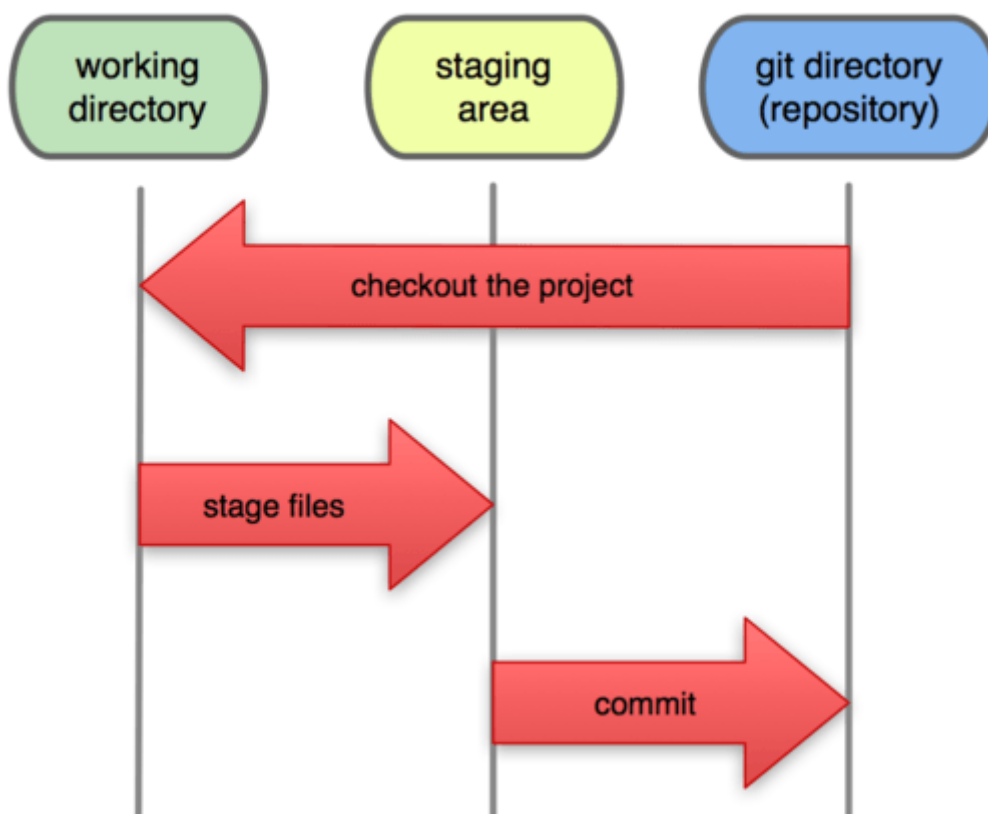 working
directory
staging
area
git directory
(repository)
checkout the project
stage files
commit